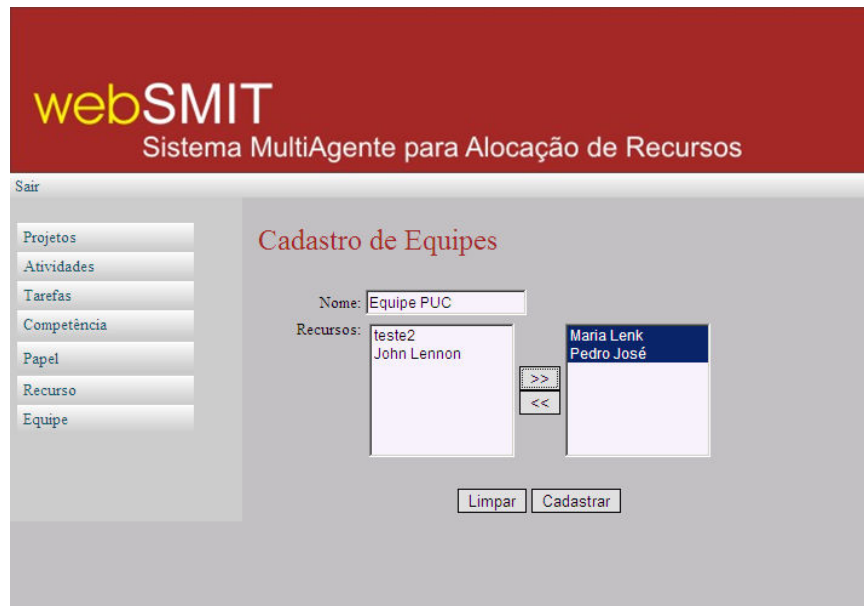 webSMIT
Sistema MultiAgente para Alocação de Recursos
Sair
Projetos
Atividades
Tarefas
Competência
Papel
Recurso
Equipe
Cadastro de Equipes
Nome: Equipe PUC
Recursos:
teste2
John Lennon
>>
<<
Maria Lenk
Pedro José
Limpar Cadastrar